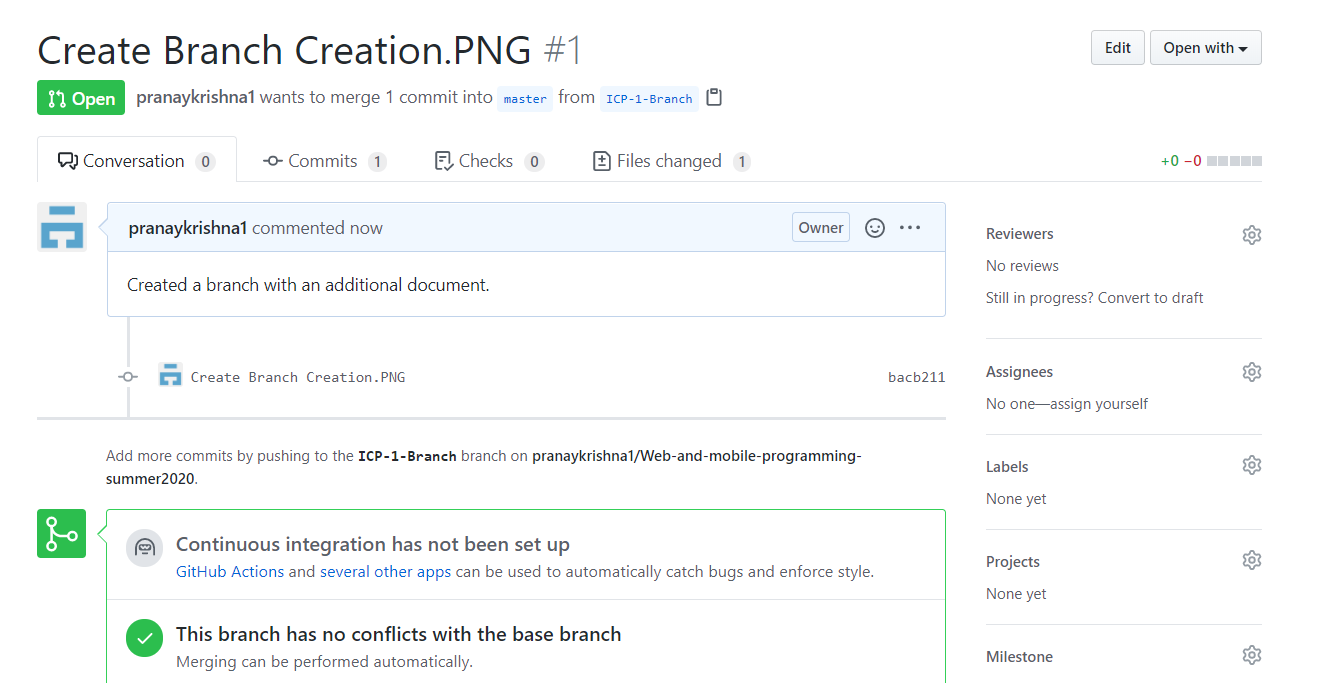 Create Branch Creation.PNG #1
Edit
Open with
Open
pranaykrishna1 wants to merge 1 commit into master from ICP-1-Branch
Conversation 0
Commits 1
Checks 0
Files changed 1
+0 −0
pranaykrishna1 commented now
Owner
Created a branch with an additional document.
Create Branch Creation.PNG
bacb211
Add more commits by pushing to the ICP-1-Branch branch on pranaykrishna1/Web-and-mobile-programming-
summer2020.
Continuous integration has not been set up
GitHub Actions and several other apps can be used to automatically catch bugs and enforce style.
This branch has no conflicts with the base branch
Merging can be performed automatically.
Reviewers
No reviews
Still in progress? Convert to draft
Assignees
No one—assign yourself
Labels
None yet
Projects
None yet
Milestone